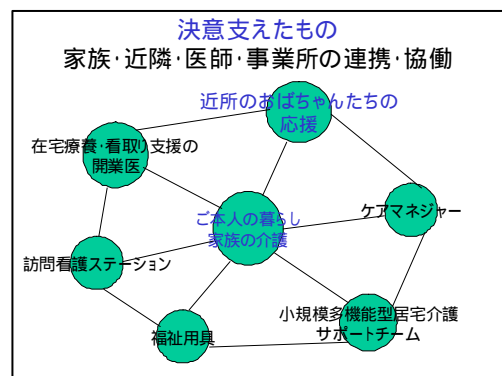 決意支えたもの
家族・近隣・医師・事業所の連携・協働
近所のおばちゃんたちの
応援
在宅療養・看取り支援の
開業医
ご本人の暮らし
家族の介護
ケアマネジャー
訪問看護ステーション
福祉用具
小規模多機能型居宅介護
サポートチーム